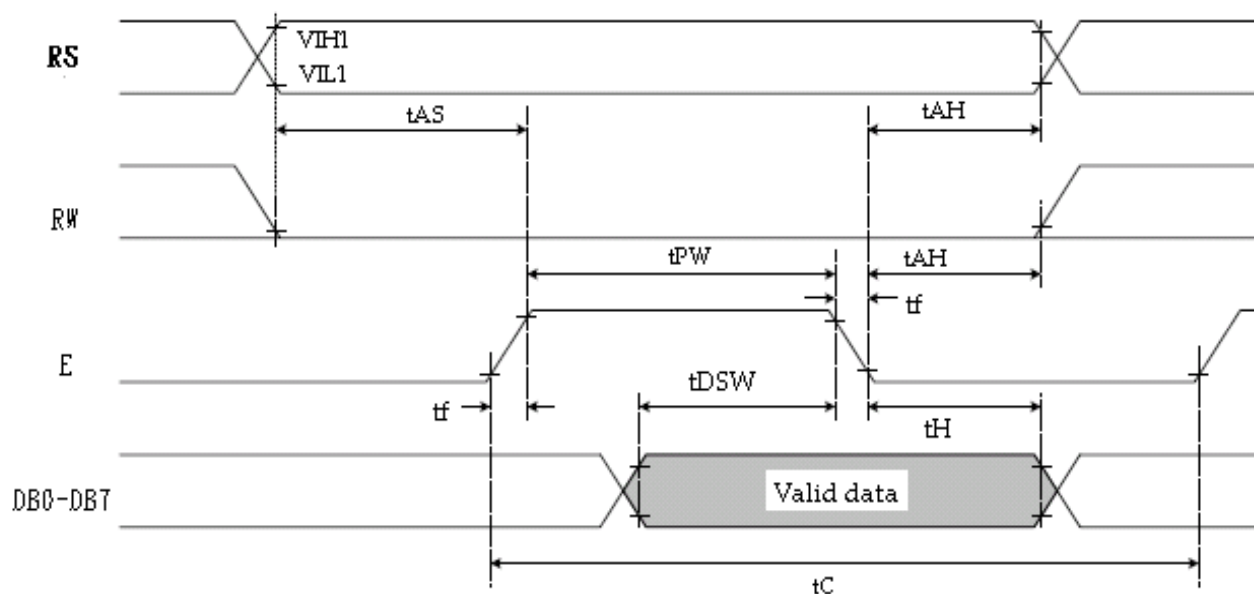 RS
VIH1
VIL1
tAS
tAH
RW
tPW
tAH
tf
E
tDSW
tf
tH
DB0-DB7
Valid data
tC